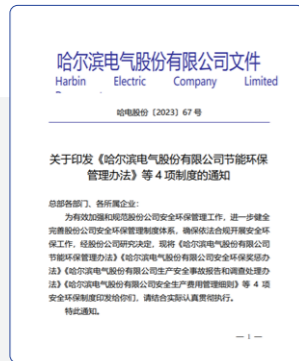 哈尔滨电气股份有限公司文件
Harbin Electric Company Limited
哈电股份〔2023〕67 号
关于印发《哈尔滨电气股份有限公司节能环保
管理办法》等 4 项制度的通知
总部各部门、各所属企业：
为有效加强和规范股份公司安全环保管理工作，进一步健全
完善股份公司安全环保管理制度体系，确保依法合规开展安全环
保工作，经股份公司研究决定，现将《哈尔滨电气股份有限公司
节能环保管理办法》《哈尔滨电气股份有限公司安全环保奖惩办
法》《哈尔滨电气股份有限公司生产安全事故报告和调查处理办
法》《哈尔滨电气股份有限公司安全生产费用管理细则》等 4 项
安全环保制度印发给你们，请结合实际认真贯彻执行。
特此通知。
— 1 —